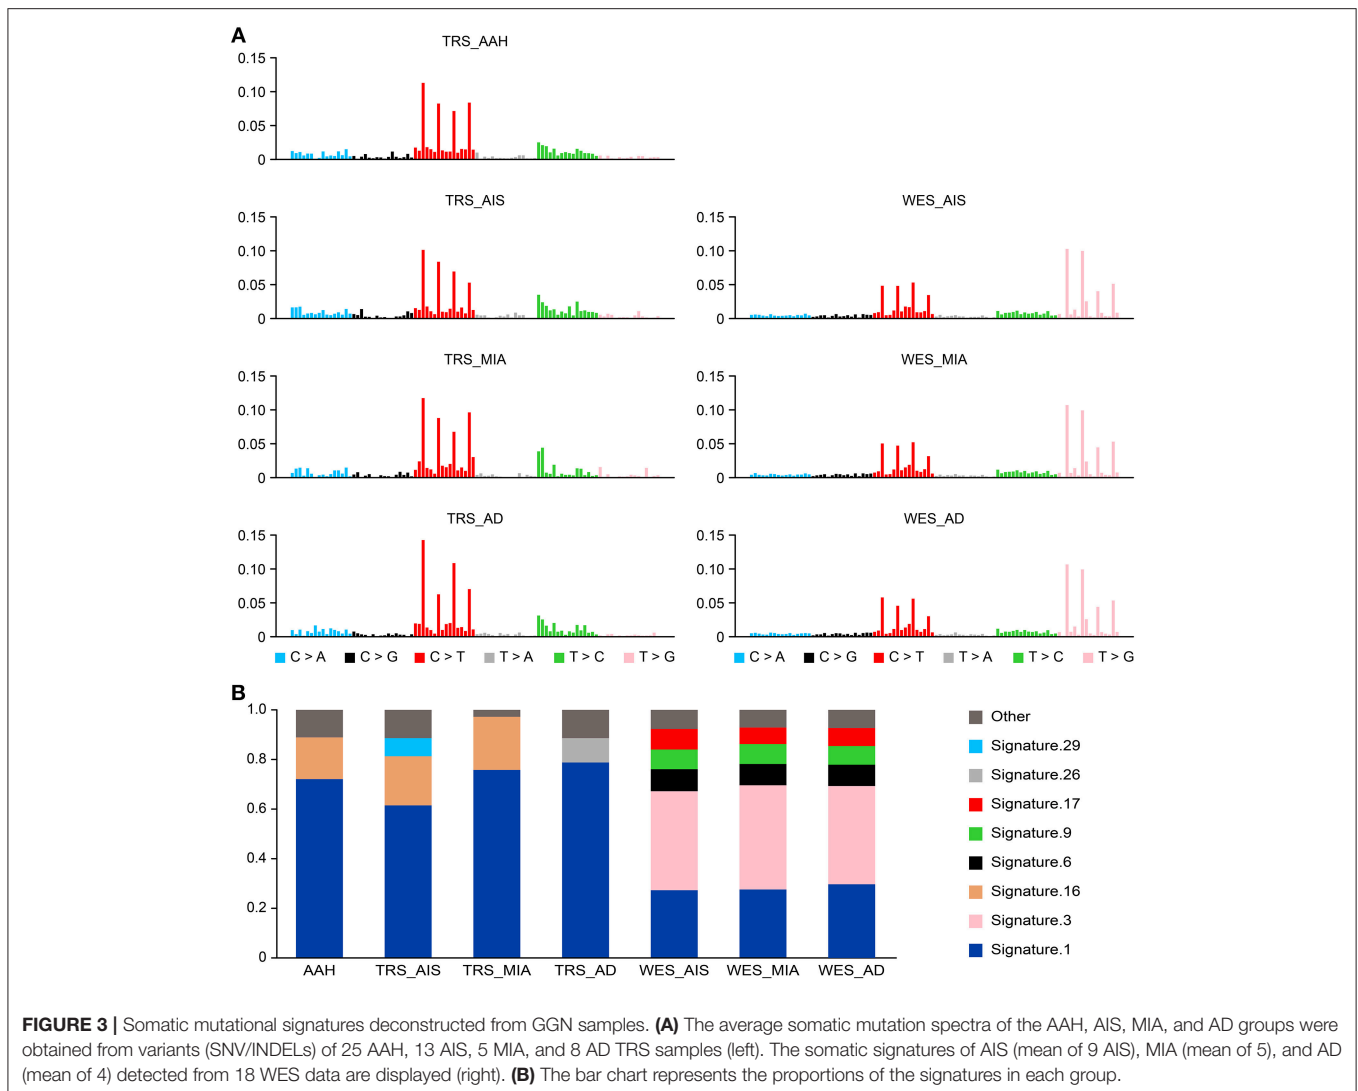 A
TRS_AAH
0.15
0.10
0.05
0
TRS_AIS
0.15
0.10
0.05
0
WES_AIS
0.15
0.10
0.05
0
TRS_MIA
0.15
0.10
0.05
0
WES_MIA
0.15
0.10
0.05
0
TRS_AD
0.15
0.10
0.05
0
WES_AD
0.15
0.10
0.05
0
C > A C > G C > T T > A T > C T > G
C > A C > G C > T T > A T > C T > G
B
1.0
0.8
0.6
0.4
0.2
0
AAH TRS_AIS TRS_MIA TRS_AD WES_AIS WES_MIA WES_AD
Other
Signature.29
Signature.26
Signature.17
Signature.9
Signature.6
Signature.16
Signature.3
Signature.1
FIGURE 3 | Somatic mutational signatures deconstructed from GGN samples. (A) The average somatic mutation spectra of the AAH, AIS, MIA, and AD groups were
obtained from variants (SNV/INDELs) of 25 AAH, 13 AIS, 5 MIA, and 8 AD TRS samples (left). The somatic signatures of AIS (mean of 9 AIS), MIA (mean of 5), and AD
(mean of 4) detected from 18 WES data are displayed (right). (B) The bar chart represents the proportions of the signatures in each group.